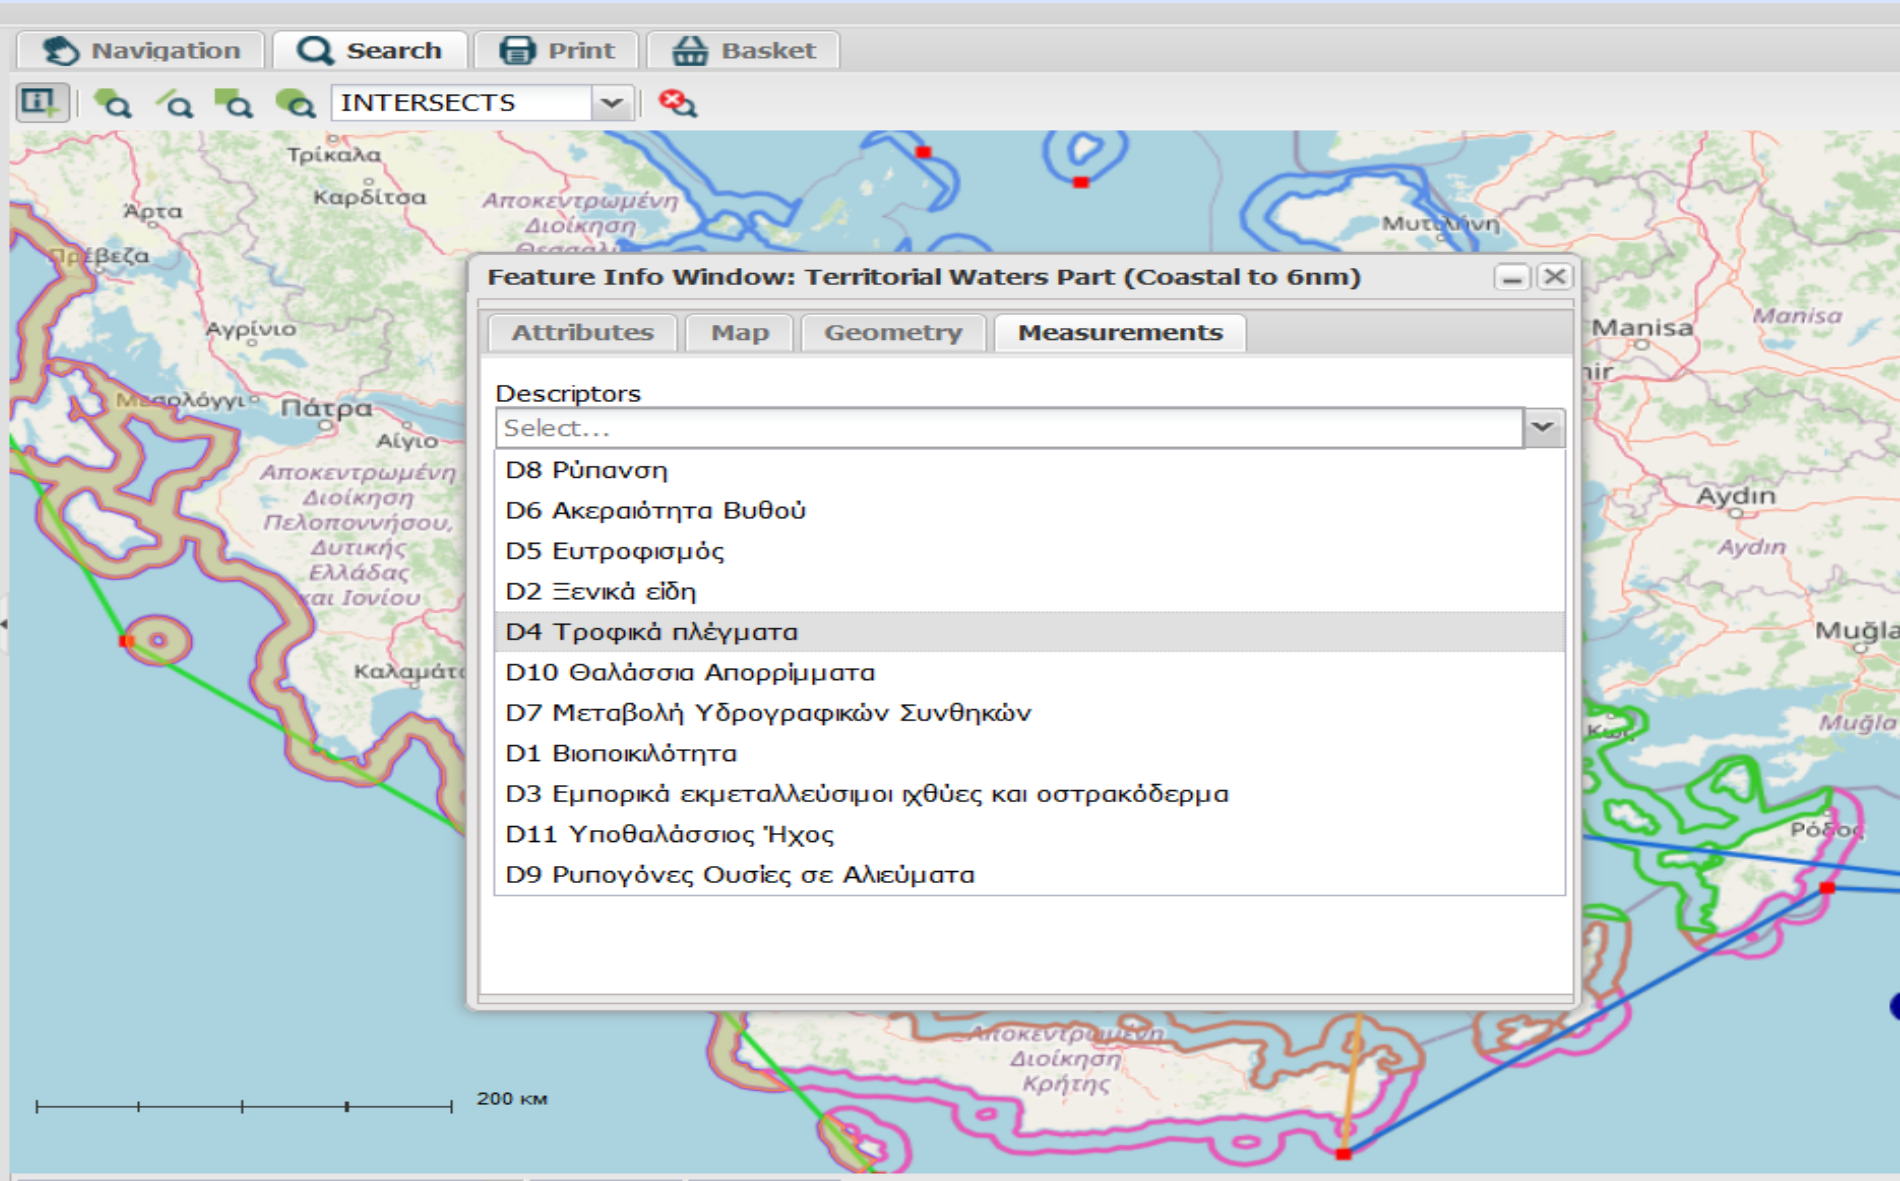 Navigation Search Print Basket
INTERSECTS
Τρίκαλα
Καρδίτσα
Άρτα
Αποκεντρωμένη
Διοίκηση
Μυτιλήνη
Πρέβεζα
Feature Info Window: Territorial Waters Part (Coastal to 6nm)
Attributes Map Geometry Measurements
Αγρίνιο
Manisa
Manisa
Descriptors
Select...
Μεσολόγγι
Πάτρα
Αίγιο
Αποκεντρωμένη
Διοίκηση
Πελοποννήσου,
Δυτικής
Ελλάδας
και Ιονίου
D8 Ρύπανση
D6 Ακεραιότητα Βυθού
D5 Ευτροφισμός
D2 Ξενικά είδη
D4 Τροφικά πλέγματα
D10 Θαλάσσια Απορρίμματα
D7 Μεταβολή Υδρογραφικών Συνθηκών
D1 Βιοποικιλότητα
D3 Εμπορικά εκμεταλλεύσιμοι ιχθύες και οστρακόδερμα
D11 Υποθαλάσσιος Ήχος
D9 Ρυπογόνες Ουσίες σε Αλιεύματα
Aydın
Aydın
Muğla
Καλαμάτα
Muğla
Κως
Ρόδος
Αποκεντρωμένη
Διοίκηση
Κρήτης
200 км